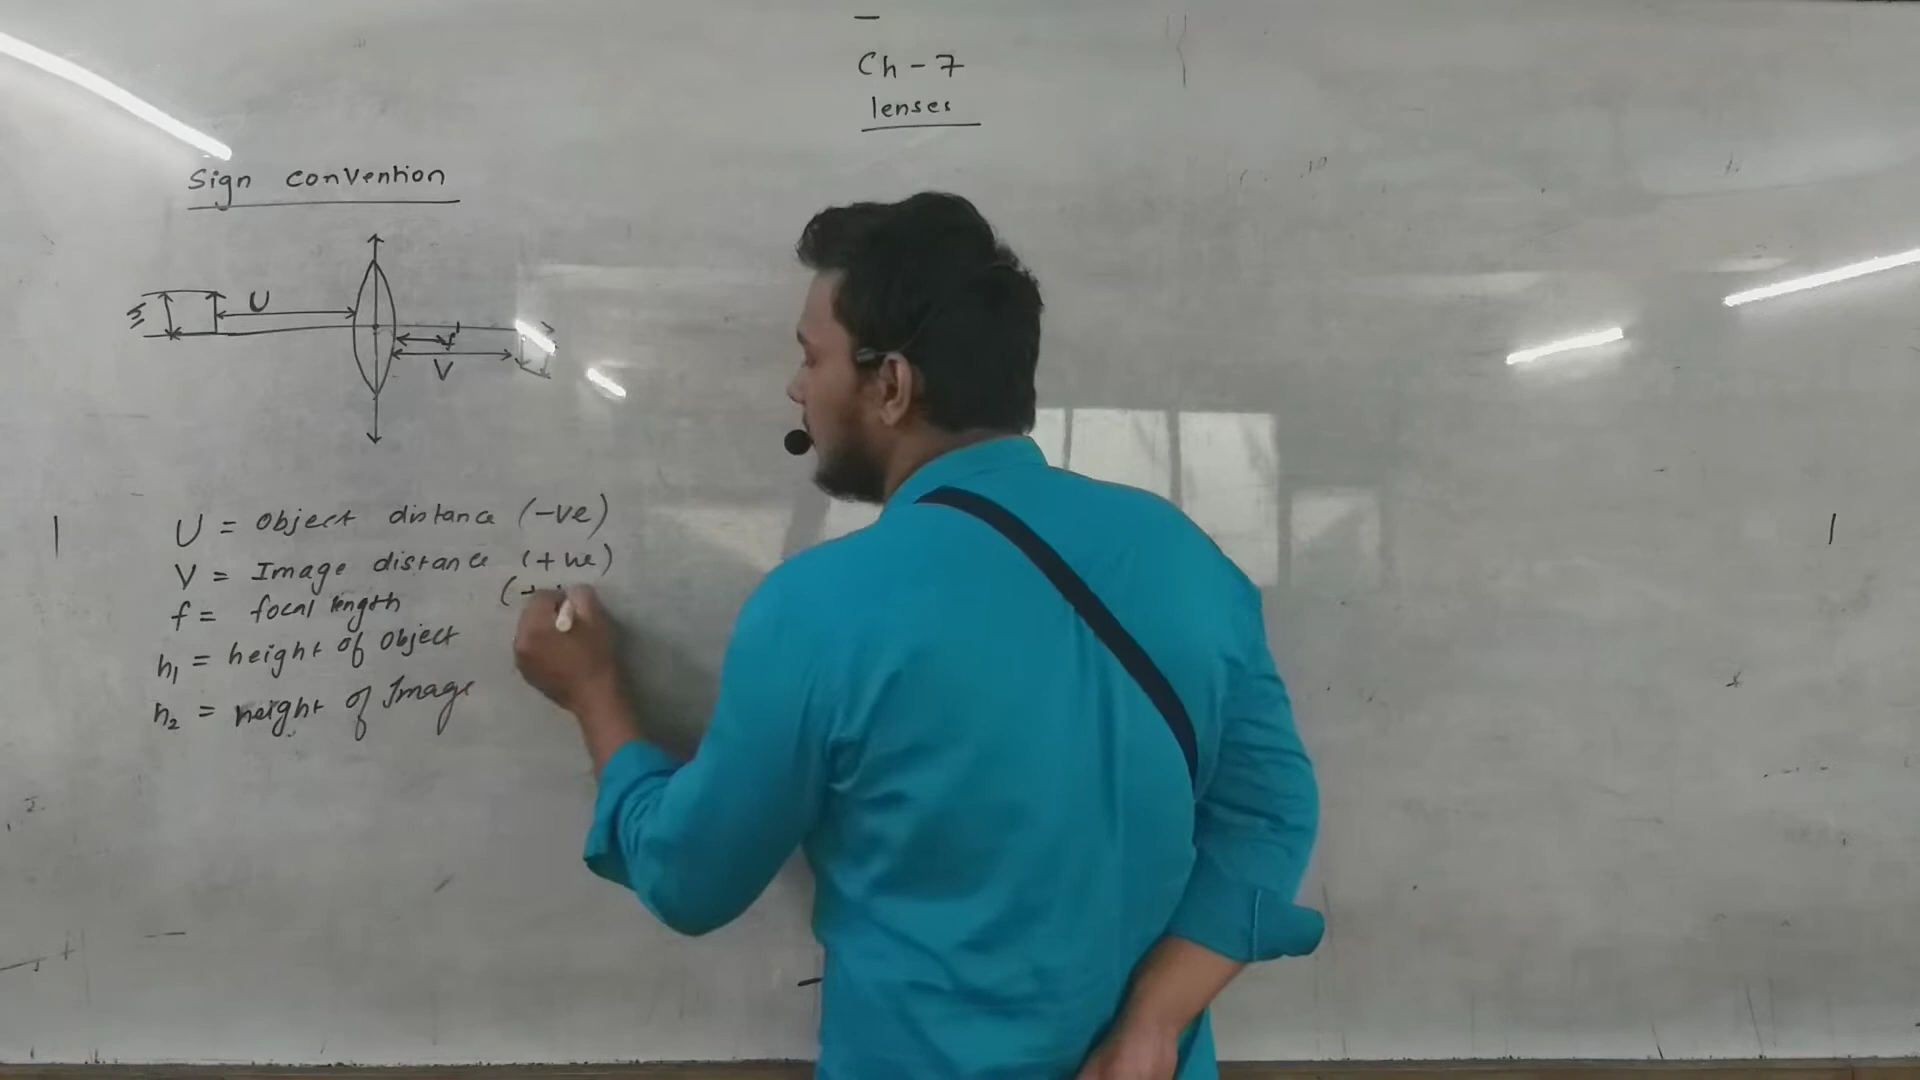 Ch - 7
lenses
Sign convention
U
f
V
U = Object distance (-ve)
V = Image distance (+ve)
f = focal length (+
h₁ = height of object
h₂ = height of Image